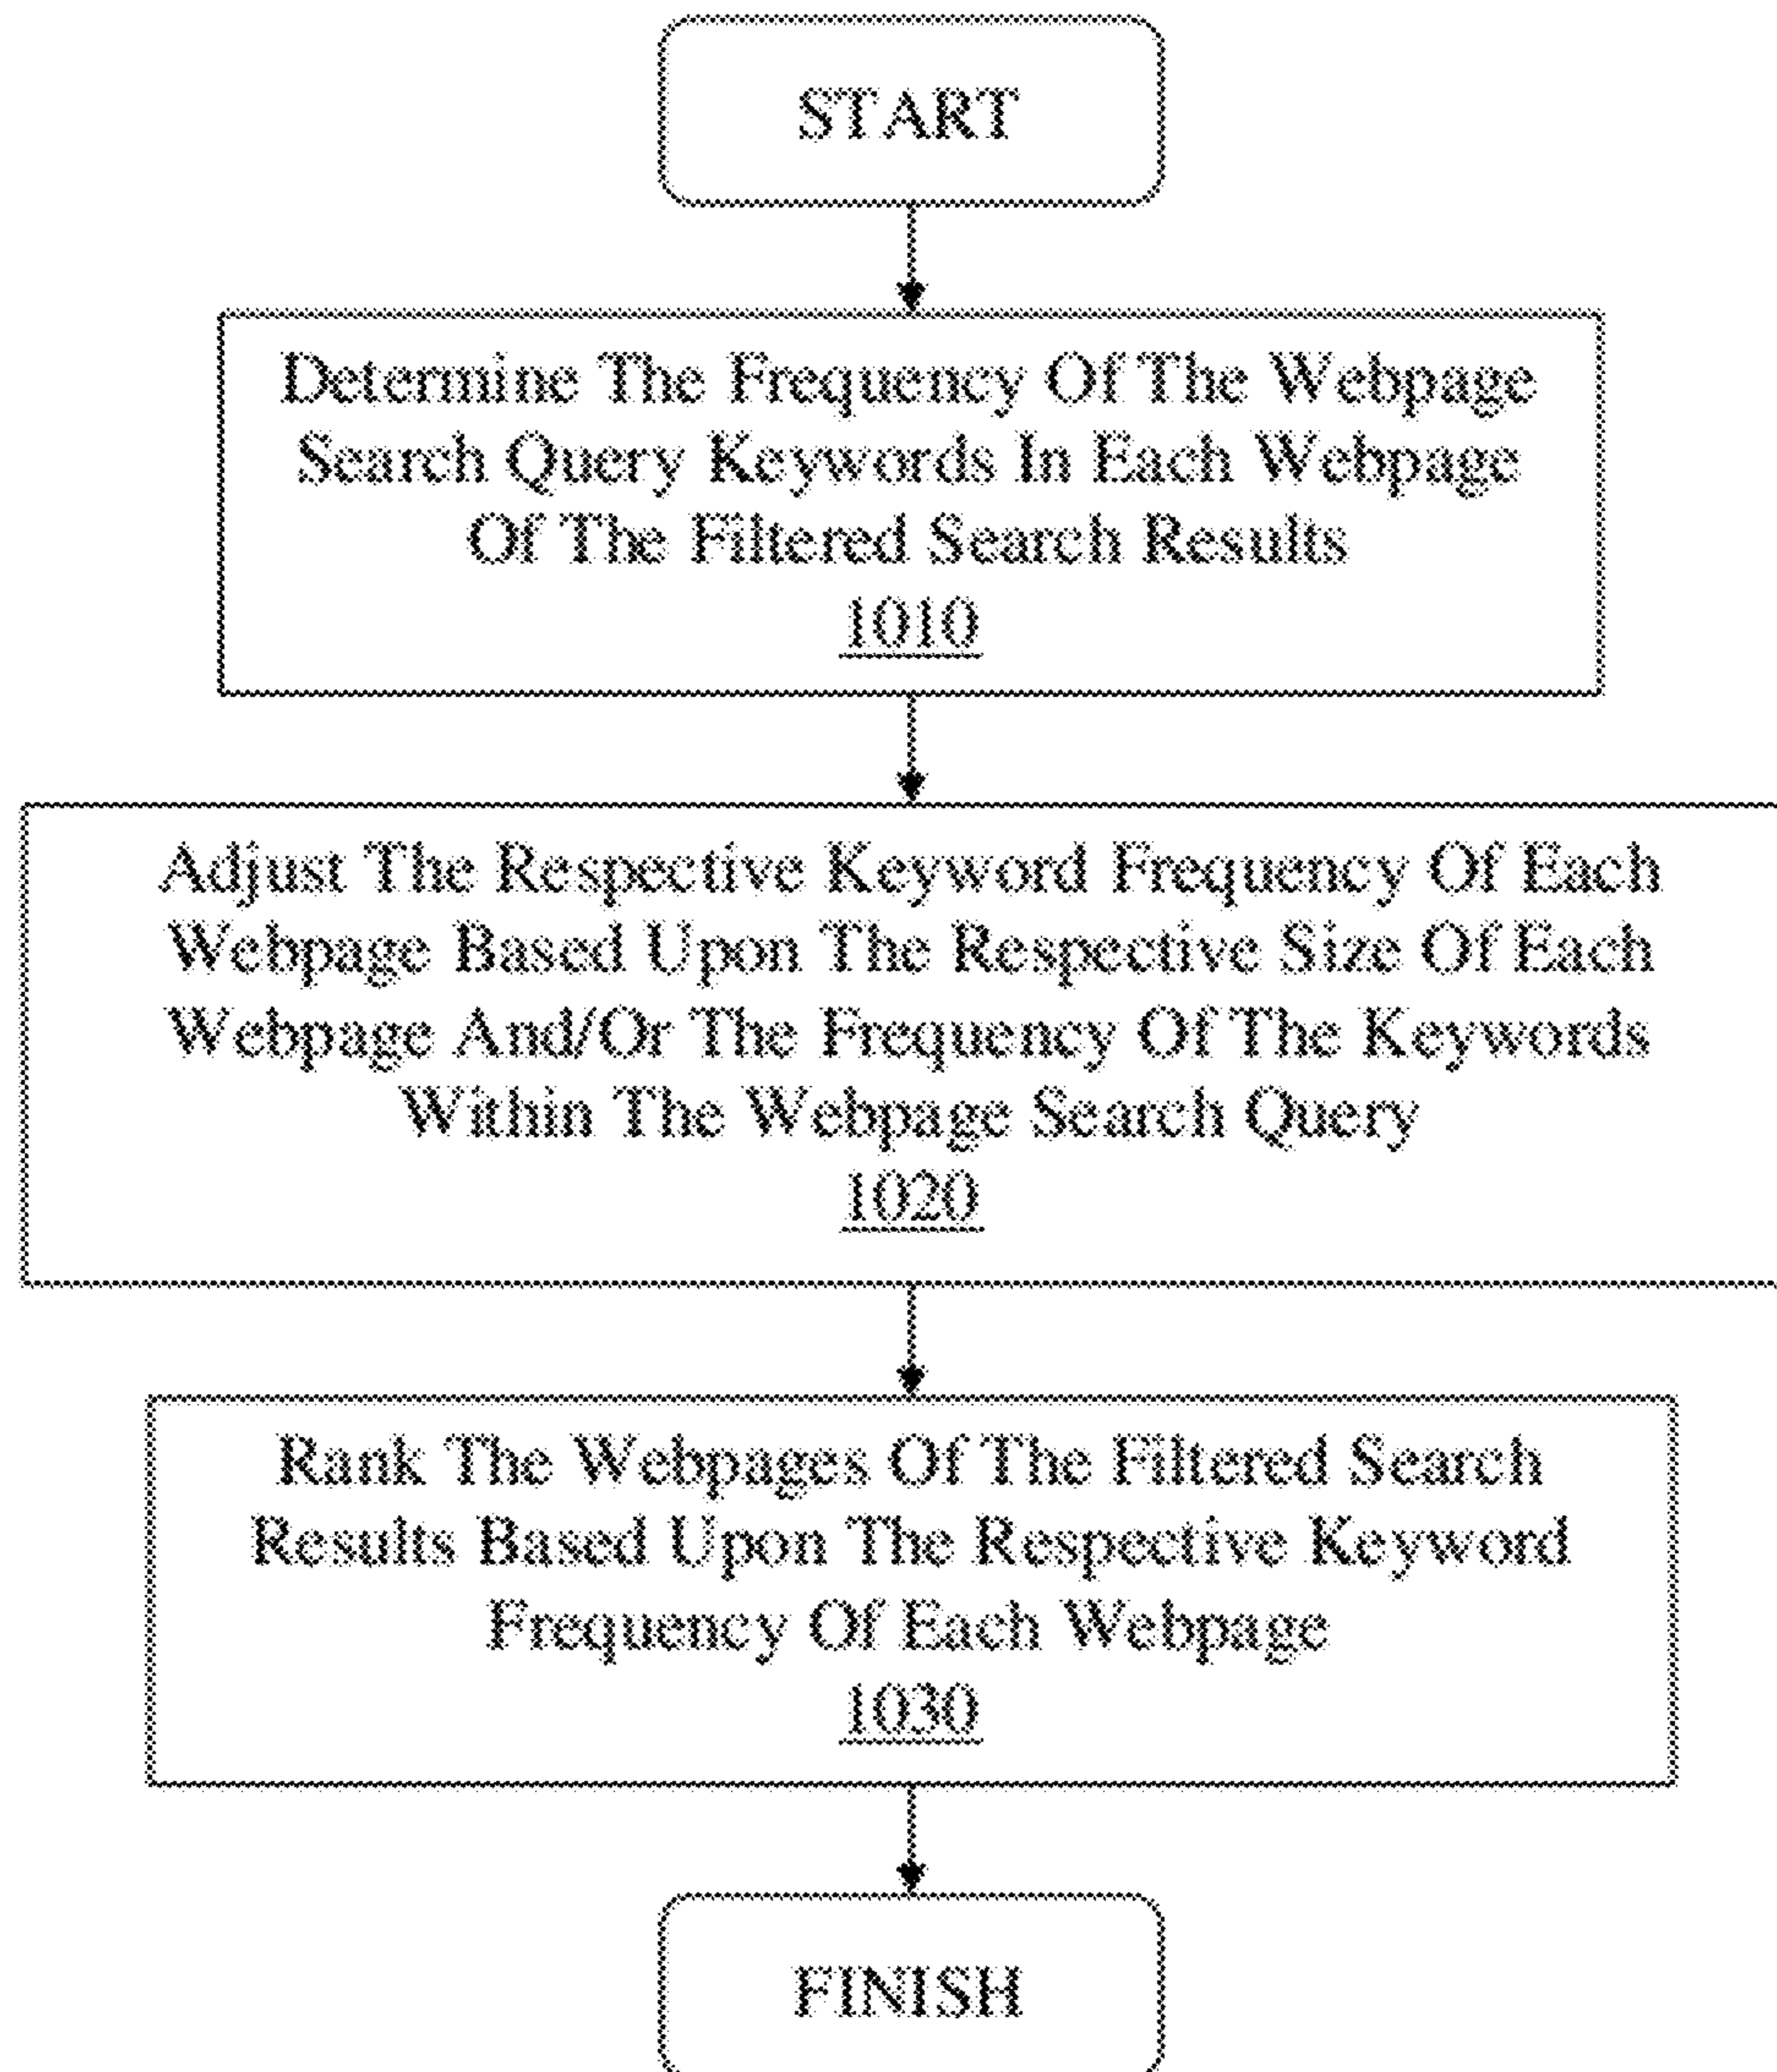 START
Determine The Frequency Of The Webpage
Search Query Keywords In Each Webpage
Of The Filtered Search Results
1010
Adjust The Respective Keyword Frequency Of Each
Webpage Based Upon The Respective Size Of Each
Webpage And/Or The Frequency Of The Keywords
Within The Webpage Search Query
1020
Rank The Webpages Of The Filtered Search
Results Based Upon The Respective Keyword
Frequency Of Each Webpage
1030
FINISH